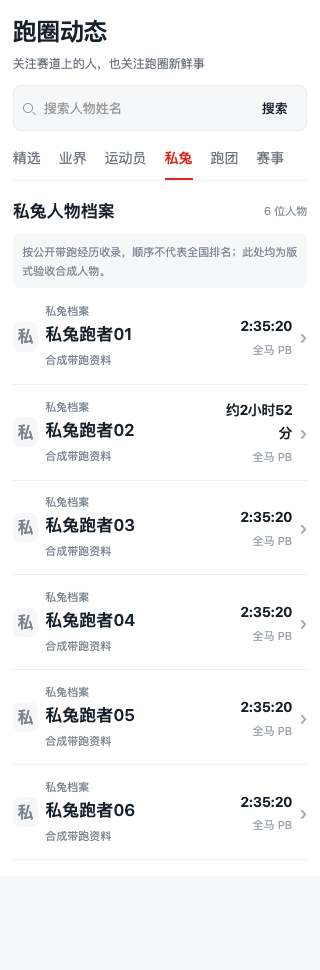 跑圈动态
关注赛道上的人，也关注跑圈新鲜事
搜索人物姓名
搜索
精选 业界 运动员 私兔 跑团 赛事
私兔人物档案
6 位人物
按公开带跑经历收录，顺序不代表全国排名；此处均为版
式验收合成人物。
私
私兔档案
私兔跑者01
合成带跑资料
2:35:20
全马 PB
私
私兔档案
私兔跑者02
合成带跑资料
约2小时52
分
全马 PB
私
私兔档案
私兔跑者03
合成带跑资料
2:35:20
全马 PB
私
私兔档案
私兔跑者04
合成带跑资料
2:35:20
全马 PB
私
私兔档案
私兔跑者05
合成带跑资料
2:35:20
全马 PB
私
私兔档案
私兔跑者06
合成带跑资料
2:35:20
全马 PB